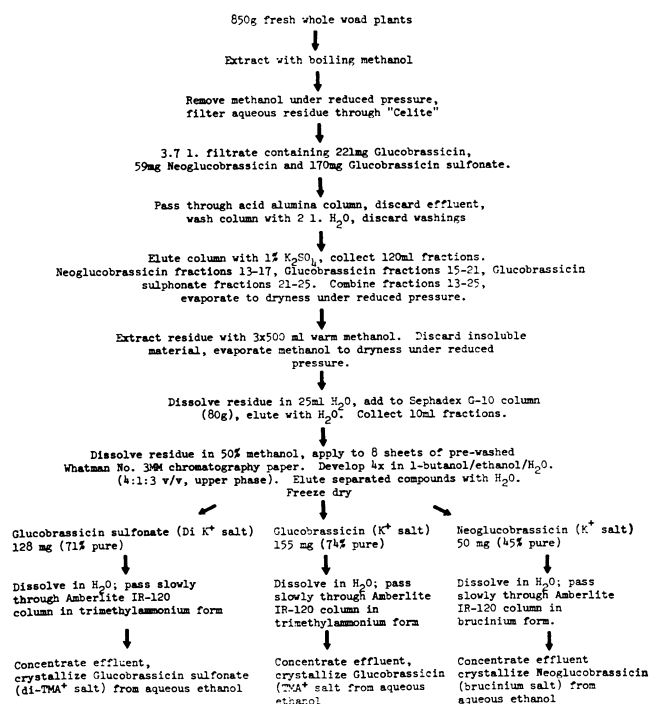 850g fresh whole woad plants
Extract with boiling methanol
Remove methanol under reduced pressure,
filter aqueous residue through "Celite"
3.7 l. filtrate containing 221mg Glucobrassicin,
59mg Neoglucobrassicin and 170mg Glucobrassicin sulfonate.
Pass through acid alumina column, discard effluent,
wash column with 2 l. H2O, discard washings
Elute column with 1% K2SO4, collect 120ml fractions.
Neoglucobrassicin fractions 13-17, Glucobrassicin fractions 15-21, Glucobrassicin
sulphonate fractions 21-25. Combine fractions 13-25,
evaporate to dryness under reduced pressure.
Extract residue with 3x500 ml warm methanol. Discard insoluble
material, evaporate methanol to dryness under reduced
pressure.
Dissolve residue in 25ml H2O, add to Sephadex G-10 column
(80g), elute with H2O. Collect 10ml fractions.
Dissolve residue in 50% methanol, apply to 8 sheets of pre-washed
Whatman No. 3MM chromatography paper. Develop 4x in l-butanol/ethanol/H2O.
(4:1:3 v/v, upper phase). Elute separated compounds with H2O.
Freeze dry
Glucobrassicin sulfonate (Di K+ salt)
128 mg (71% pure)
Dissolve in H2O; pass slowly
through Amberlite IR-120
column in trimethylammonium form
Concentrate effluent,
crystallize Glucobrassicin sulfonate
(di-TMA+ salt) from aqueous ethanol
Glucobrassicin (K+ salt)
155 mg (74% pure)
Dissolve in H2O; pass
slowly through Amberlite
IR-120 column in
trimethylammonium form
Concentrate effluent,
crystallize Glucobrassicin
(TMA+ salt from aqueous
ethanol
Neoglucobrassicin (K+ salt)
50 mg (45% pure)
Dissolve in H2O; pass
slowly through Amberlite
IR-120 column in
brucinium form.
Concentrate effluent
crystallize Neoglucobrassicin
(brucinium salt) from
aqueous ethanol